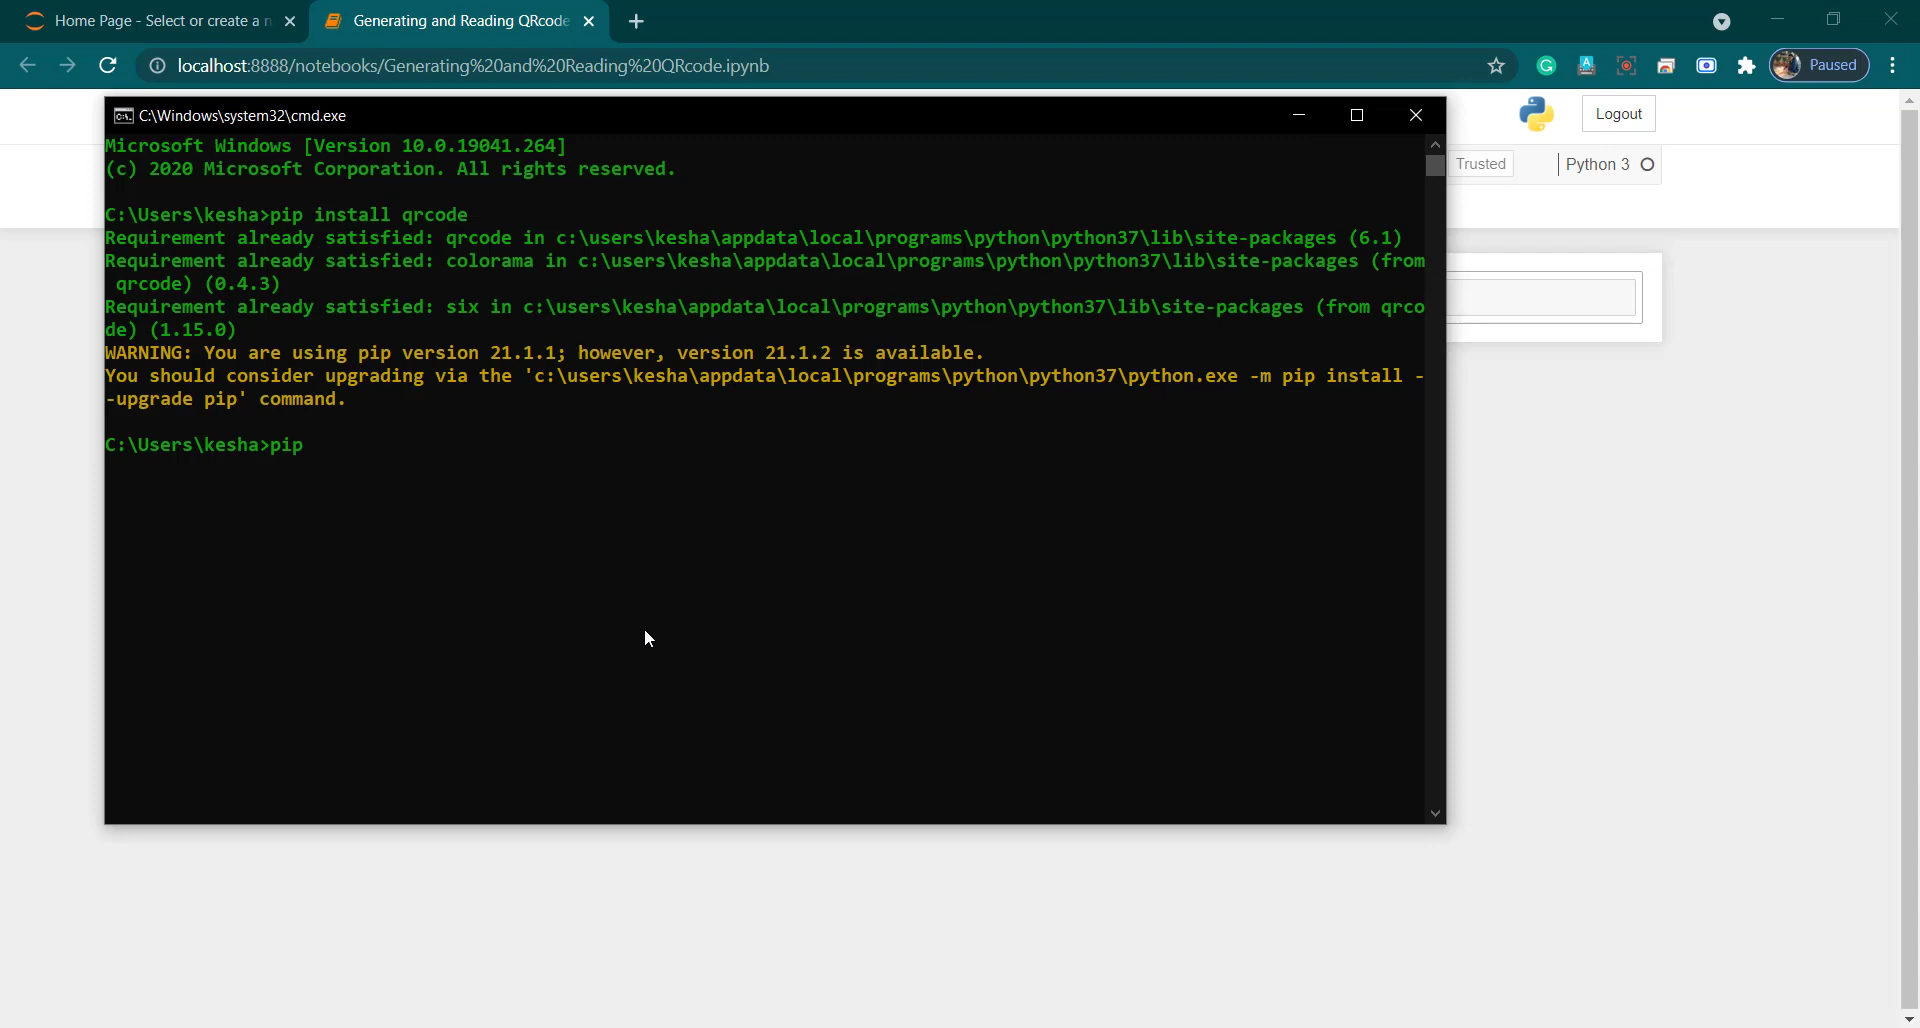 Home Page - Select or create a n
Generating and Reading QRcode
localhost:8888/notebooks/Generating%20and%20Reading%20QRcode.ipynb
Paused
C:\Windows\system32\cmd.exe
Logout
Trusted
Python 3
Microsoft Windows [Version 10.0.19041.264]
(c) 2020 Microsoft Corporation. All rights reserved.
C:\Users\kesha>pip install qrcode
Requirement already satisfied: qrcode in c:\users\kesha\appdata\local\programs\python\python37\lib\site-packages (6.1)
Requirement already satisfied: colorama in c:\users\kesha\appdata\local\programs\python\python37\lib\site-packages (from
qrcode) (0.4.3)
Requirement already satisfied: six in c:\users\kesha\appdata\local\programs\python\python37\lib\site-packages (from qrco
de) (1.15.0)
WARNING: You are using pip version 21.1.1; however, version 21.1.2 is available.
You should consider upgrading via the 'c:\users\kesha\appdata\local\programs\python\python37\python.exe -m pip install -
-upgrade pip' command.
C:\Users\kesha>pip